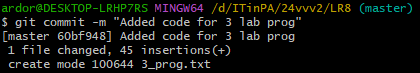 ardor@DESKTOP-LRHP7RS MINGW64 /d/ITinPA/24vvv2/LR8 (master)
$ git commit -m "Added code for 3 lab prog"
[master 60bf948] Added code for 3 lab prog
 1 file changed, 45 insertions(+)
 create mode 100644 3_prog.txt